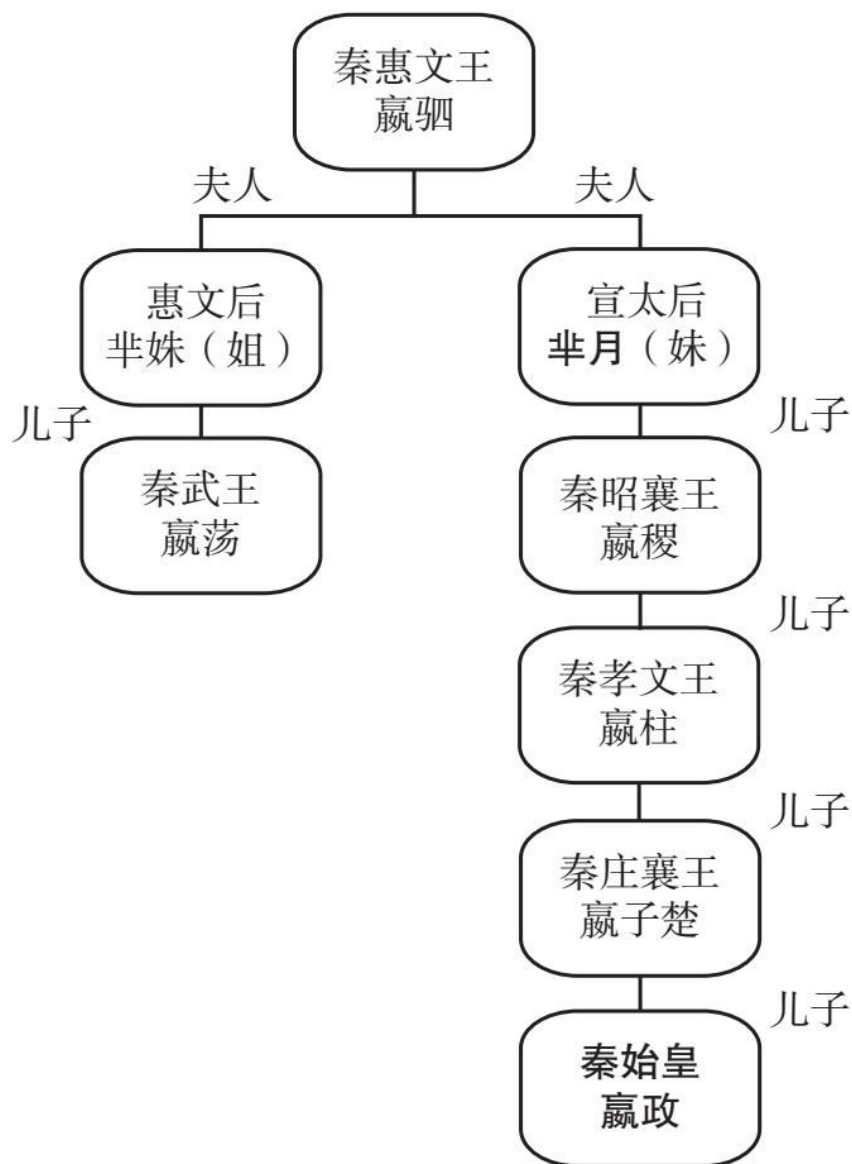 秦惠文王
嬴驷
夫人
夫人
惠文后
芈姝（姐）
宣太后
芈月（妹）
儿子
儿子
秦武王
嬴荡
秦昭襄王
嬴稷
儿子
秦孝文王
嬴柱
儿子
秦庄襄王
嬴子楚
儿子
秦始皇
嬴政